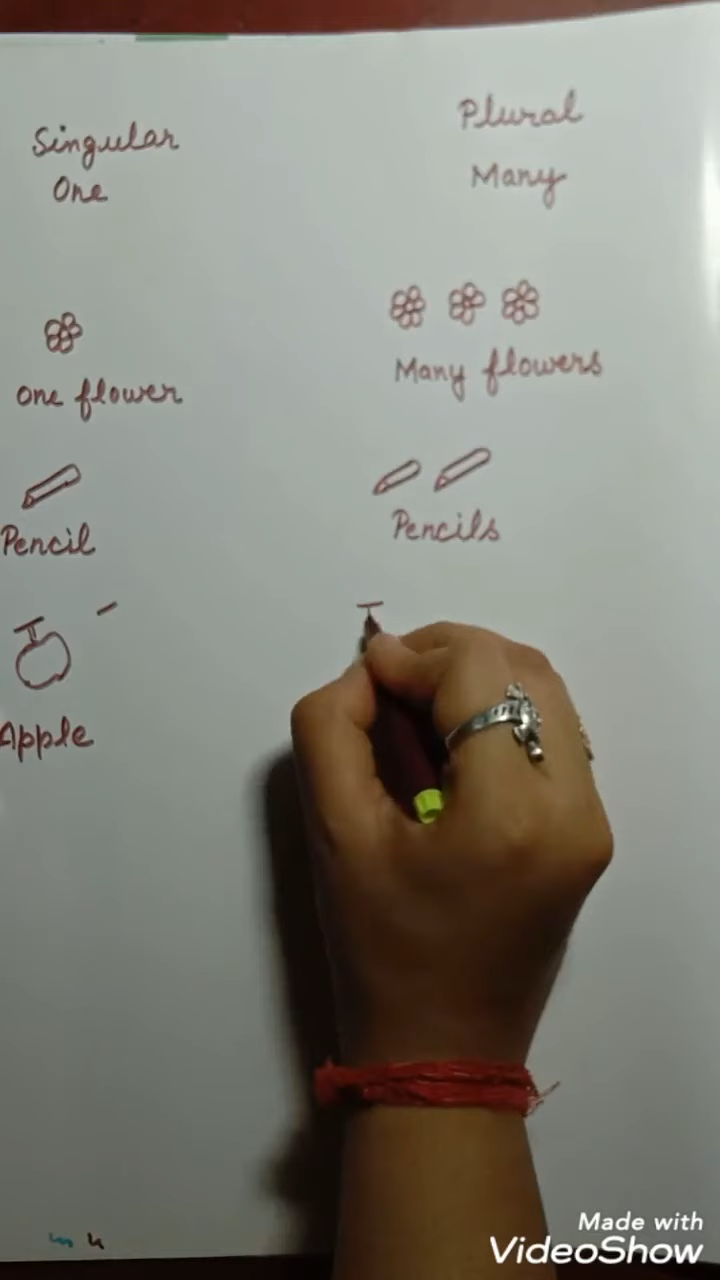 Singular
One
Plural
Many
One flower
Many flowers
Pencil
Pencils
Apple
Made with
VideoShow